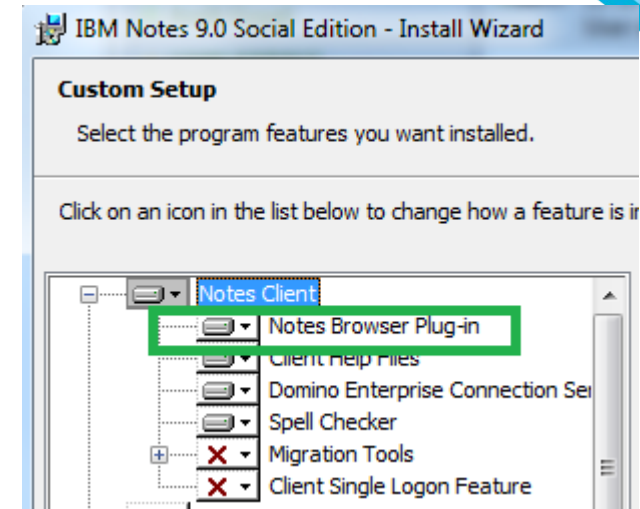 IBM Notes 9.0 Social Edition - Install Wizard
Custom Setup
Select the program features you want installed.
Click on an icon in the list below to change how a feature is
Notes Client
Notes Browser Plug-in
Client Help Files
Domino Enterprise Connection
Spell Checker
Migration Tools
Client Single Logon Feature